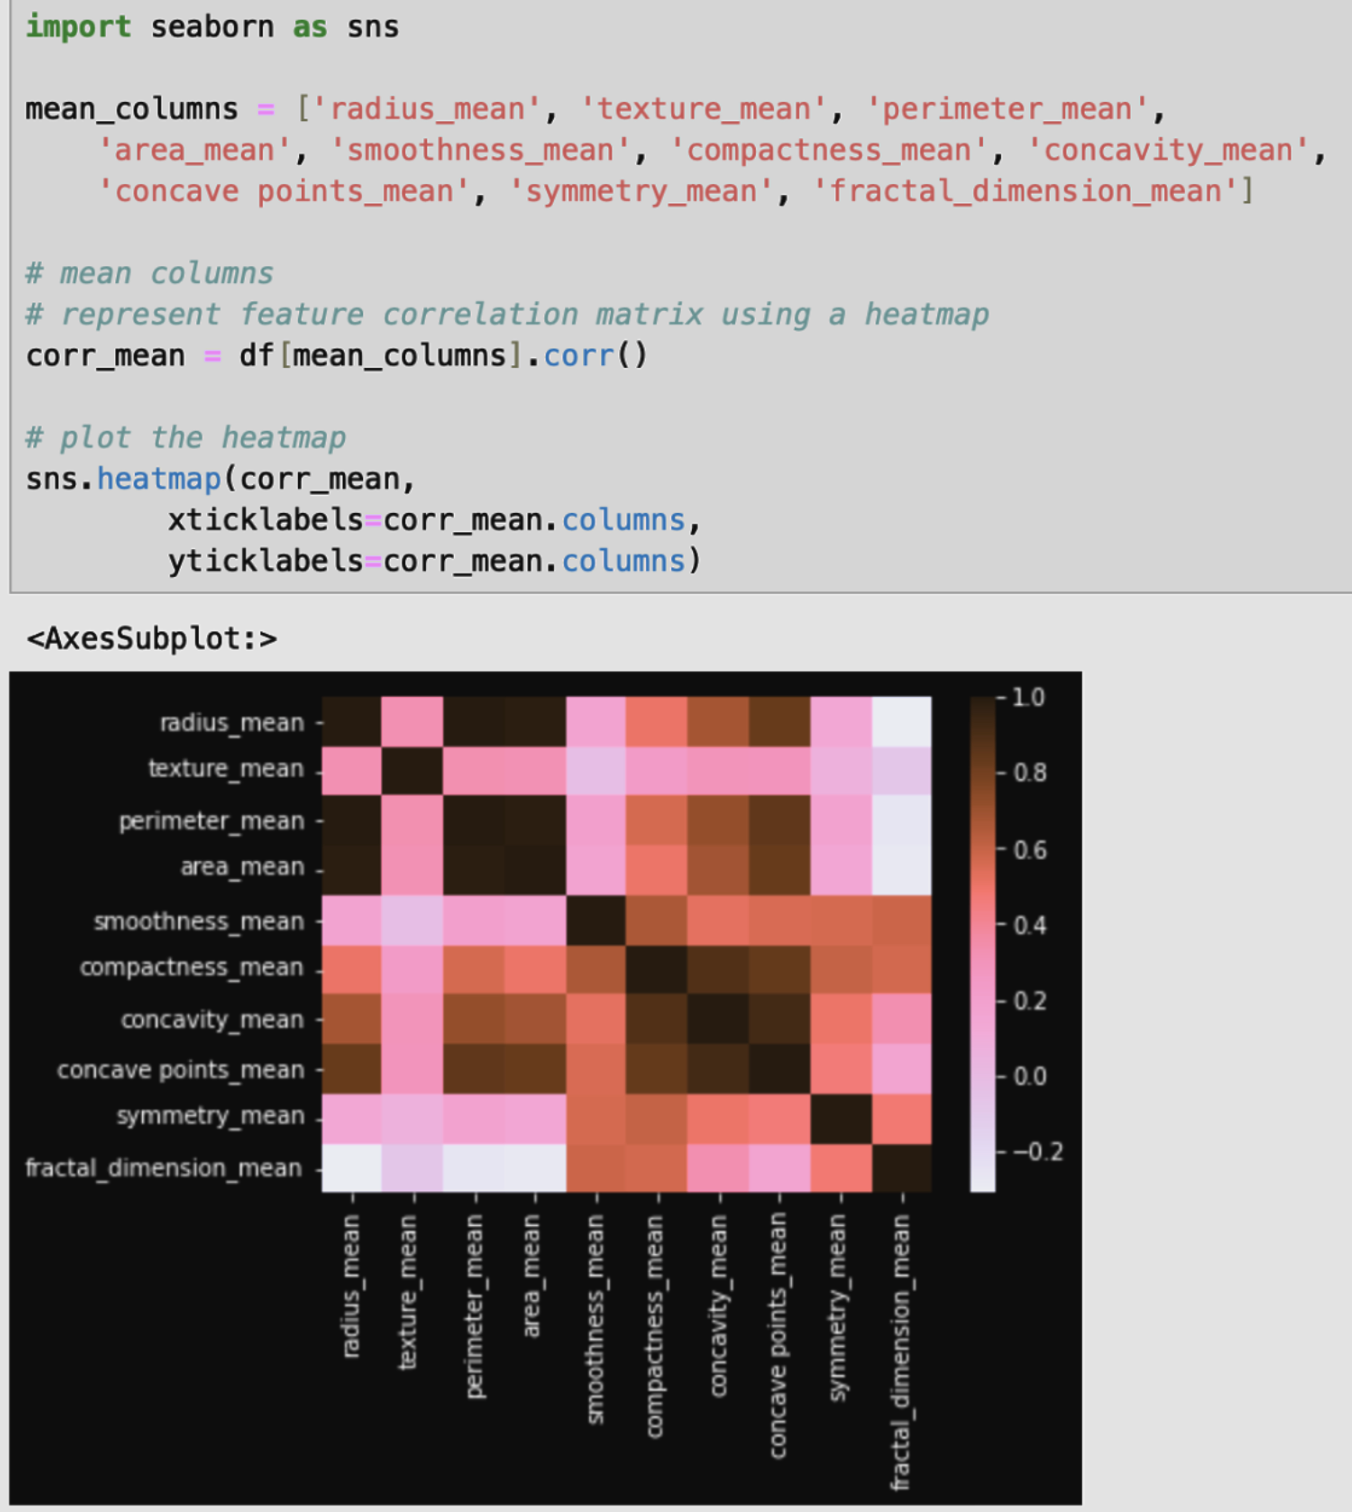 import seaborn as sns
mean_columns = ['radius_mean', 'texture_mean', 'perimeter_mean',
'area_mean', 'smoothness_mean', 'compactness_mean', 'concavity_mean',
'concave points_mean', 'symmetry_mean', 'fractal_dimension_mean']
# mean columns
# represent feature correlation matrix using a heatmap
corr_mean = df[mean_columns].corr()
# plot the heatmap
sns.heatmap(corr_mean,
xticklabels=corr_mean.columns,
yticklabels=corr_mean.columns)
<AxesSubplot:>
radius_mean
texture_mean
perimeter_mean
area_mean
smoothness_mean
compactness_mean
concavity_mean
concave points_mean
symmetry_mean
fractal_dimension_mean
radius_mean
texture_mean
perimeter_mean
area_mean
smoothness_mean
compactness_mean
concavity_mean
concave points_mean
symmetry_mean
fractal_dimension_mean
1.0
0.8
0.6
0.4
0.2
0.0
−0.2